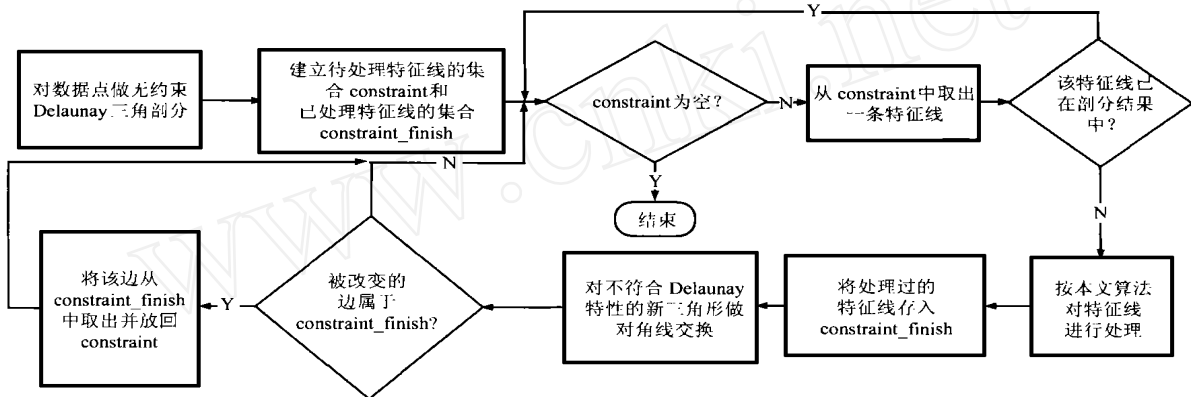 对数据点做无约束
Delaunay 三角剖分
建立待处理特征线的集
合 constraint和
已处理特征线的集合
constraint_finish
constraint为空？
N
从 constraint中取出
一条特征线
该特征线已
在剖分结果
中？
Y
Y
结束
N
按本文算法
对特征线
进行处理
将处理过的
特征线存入
constraint_finish
对不符合 Delaunay
特性的新三角形做
对角线交换
被改变的
边属于
constraint_finish?
N
Y
将该边从
constraint_finish
中取出并放回
constraint
www.cnki.net